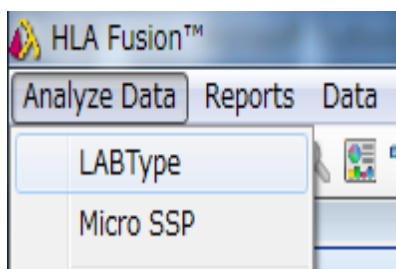 HLA Fusion™
Analyze Data Reports Data
LABType
Micro SSP